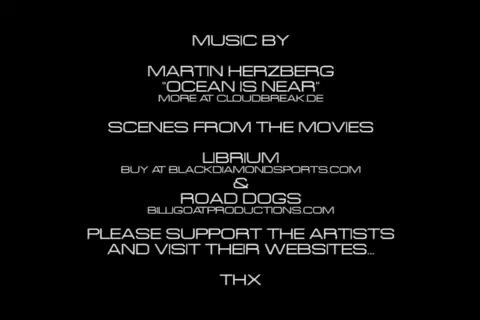 MUSIC BY
MARTIN HERZBERG
"OCEAN IS NEAR"
MORE AT CLOUDBREAK.DE
SCENES FROM THE MOVIES
LIBRIUM
BUY AT BLACKDIAMONDSPORTS.COM
&
ROAD DOGS
BILLIGOATPRODUCTIONS.COM
PLEASE SUPPORT THE ARTISTS
AND VISIT THEIR WEBSITES...
THX